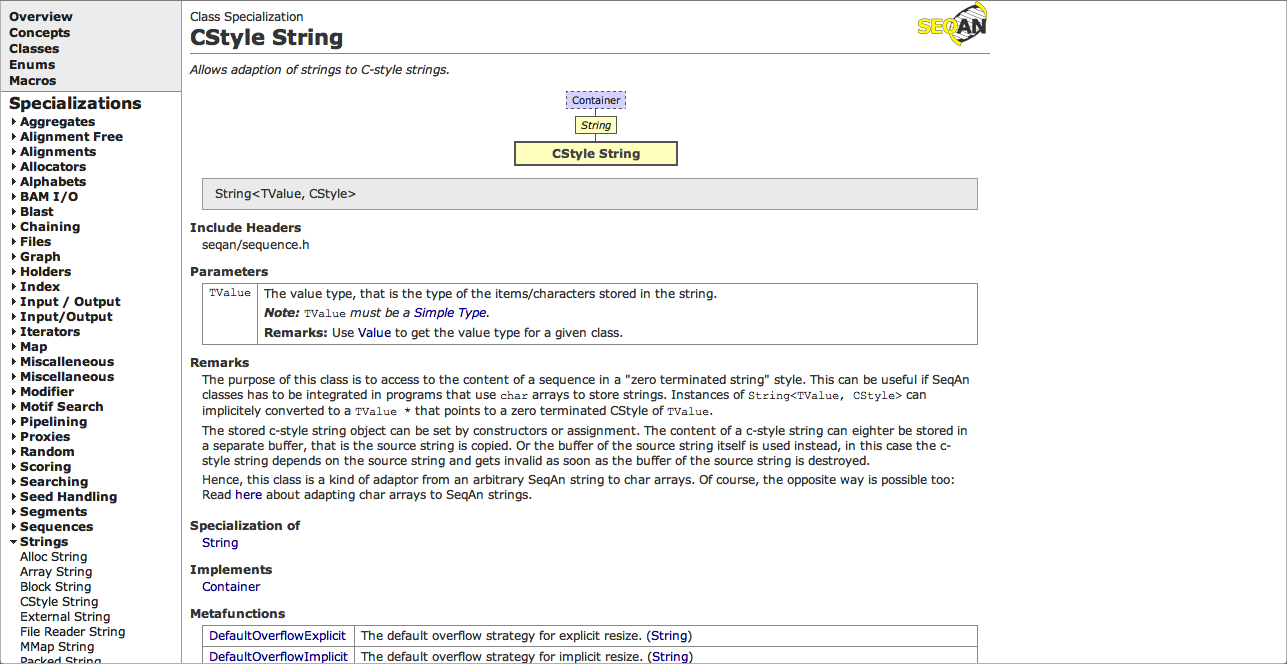 Overview
Concepts
Classes
Enums
Macros
Specializations
Aggregates
Alignment Free
Alignments
Allocators
Alphabets
BAM I/O
Blast
Chaining
Files
Graph
Holders
Index
Input / Output
Input/Output
Iterators
Map
Miscalleneous
Miscellaneous
Modifier
Motif Search
Pipelining
Proxies
Random
Scoring
Searching
Seed Handling
Segments
Sequences
Strings
Alloc String
Array String
Block String
CStyle String
External String
File Reader String
MMap String
Packed String
Class Specialization
CStyle String
SEQAN
Allows adaption of strings to C-style strings.
Container
String
CStyle String
String<TValue, CStyle>
Include Headers
seqan/sequence.h
Parameters
TValue The value type, that is the type of the items/characters stored in the string.
Note: TValue must be a Simple Type.
Remarks: Use Value to get the value type for a given class.
Remarks
The purpose of this class is to access to the content of a sequence in a "zero terminated string" style. This can be useful if SeqAn
classes has to be integrated in programs that use char arrays to store strings. Instances of String<TValue, CStyle> can
implicitely converted to a TValue * that points to a zero terminated CStyle of TValue.
The stored c-style string object can be set by constructors or assignment. The content of a c-style string can eighter be stored in
a separate buffer, that is the source string is copied. Or the buffer of the source string itself is used instead, in this case the c-
style string depends on the source string and gets invalid as soon as the buffer of the source string is destroyed.
Hence, this class is a kind of adaptor from an arbitrary SeqAn string to char arrays. Of course, the opposite way is possible too:
Read here about adapting char arrays to SeqAn strings.
Specialization of
String
Implements
Container
Metafunctions
DefaultOverflowExplicit The default overflow strategy for explicit resize. (String)
DefaultOverflowImplicit The default overflow strategy for implicit resize. (String)